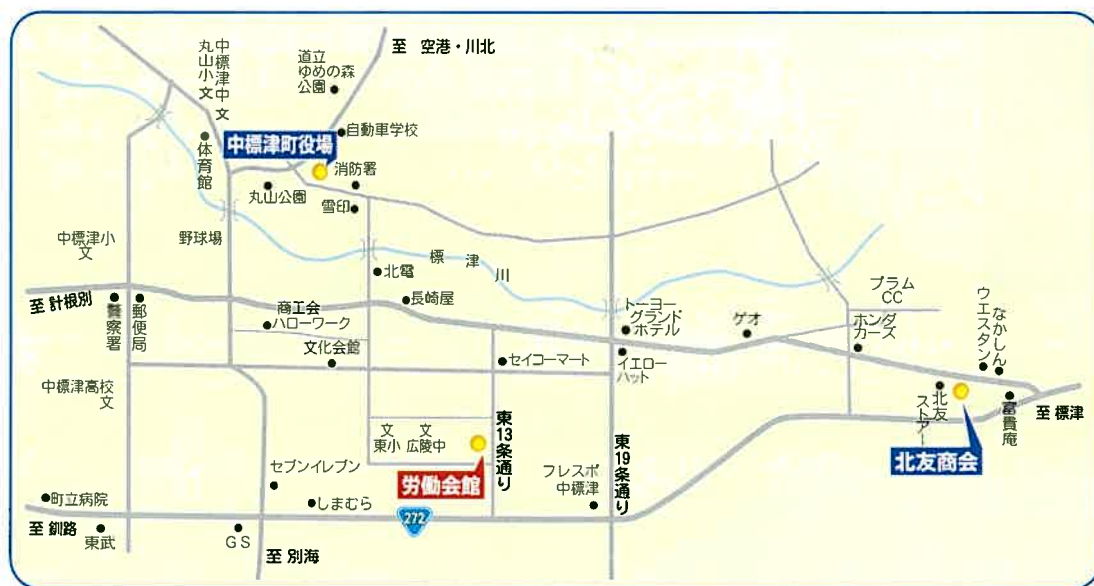 至 空港・川北
中標津中 文
丸山小 文
道立
ゆめの森
公園
自動車学校
体育館
中標津町役場
消防署
丸山公園
雪印
中標津小
文
野球場
標津川
北電
至 計根別
警察署
郵便局
商工会
ハローワーク
長崎屋
文化会館
トーヨー
グランド
ホテル
ゲオ
プラム
CC
ホンダ
カーズ
ウエスタン
なかしん
セイコーマート
イエロー
ハット
中標津高校
文
北友
ストアー
富貴庵
至 標津
北友商会
文 文
東小 広陵中
東13条通り
東19条通り
労働会館
セブンイレブン
しまむら
フレスポ
中標津
町立病院
至 釧路
東武
GS
至 別海
272